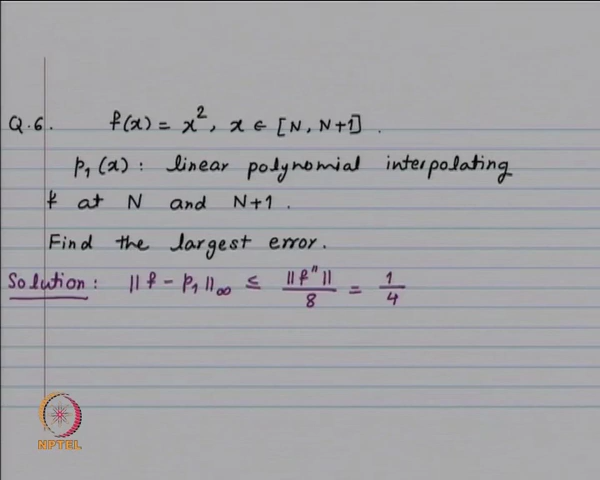 Q.6. f(x) = x², x ∈ [N, N+1].
p₁(x) : linear polynomial interpolating
f at N and N+1.
Find the largest error.
Solution: ||f - p₁||∞ ≤ ||f''||/8 = 1/4
NPTEL